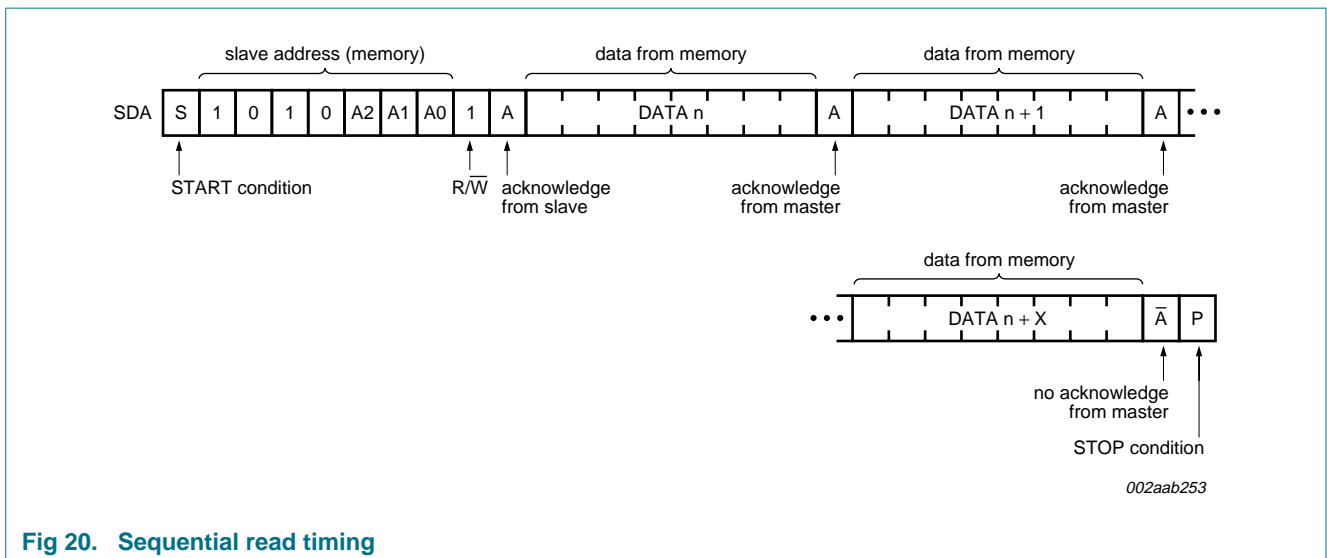 slave address (memory) data from memory data from memory
SDA S 1 0 1 0 A2 A1 A0 1 A DATA n A DATA n + 1 A •••
START condition R/W̅ acknowledge from slave acknowledge from master acknowledge from master
data from memory
••• DATA n + X A̅ P
no acknowledge
from master
STOP condition
002aab253
Fig 20. Sequential read timing